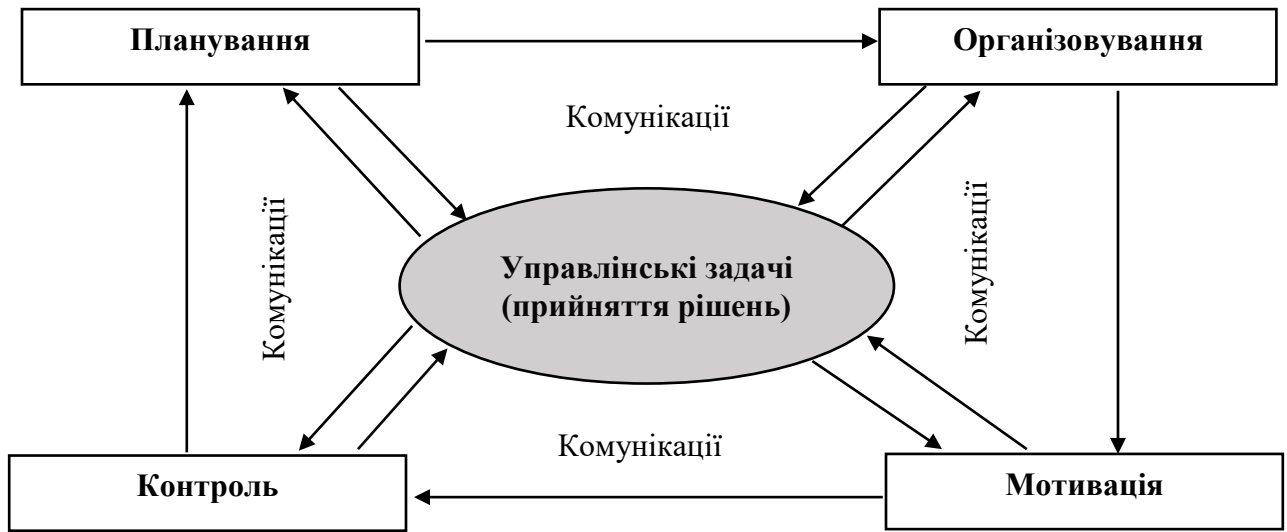 Планування
Організовування
Комунікації
Комунікації
Управлінські задачі
(прийняття рішень)
Комунікації
Комунікації
Контроль
Мотивація